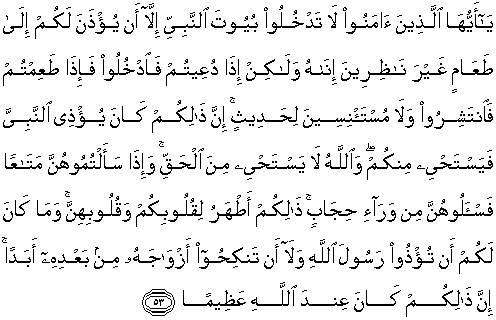 يَـٰٓأَيُّهَا ٱلَّذِينَ ءَامَنُوا۟ لَا تَدْخُلُوا۟ بُيُوتَ ٱلنَّبِىِّ إِلَّآ أَن يُؤْذَنَ لَكُمْ إِلَىٰ
طَعَامٍ غَيْرَ نَـٰظِرِينَ إِنَىٰهُ وَلَـٰكِنْ إِذَا دُعِيتُمْ فَٱدْخُلُوا۟ فَإِذَا طَعِمْتُمْ
فَٱنتَشِرُوا۟ وَلَا مُسْتَـْٔنِسِينَ لِحَدِيثٍ ۚ إِنَّ ذَٰلِكُمْ كَانَ يُؤْذِى ٱلنَّبِىَّ
فَيَسْتَحْىِۦ مِنكُمْ ۖ وَٱللَّهُ لَا يَسْتَحْىِۦ مِنَ ٱلْحَقِّ ۚ وَإِذَا سَأَلْتُمُوهُنَّ مَتَـٰعًا
فَسْـَٔلُوهُنَّ مِن وَرَآءِ حِجَابٍ ۚ ذَٰلِكُمْ أَطْهَرُ لِقُلُوبِكُمْ وَقُلُوبِهِنَّ ۚ وَمَا كَانَ
لَكُمْ أَن تُؤْذُوا۟ رَسُولَ ٱللَّهِ وَلَآ أَن تَنكِحُوٓا۟ أَزْوَٰجَهُۥ مِنۢ بَعْدِهِۦٓ أَبَدًا ۚ
إِنَّ ذَٰلِكُمْ كَانَ عِندَ ٱللَّهِ عَظِيمًا ۝٥٣